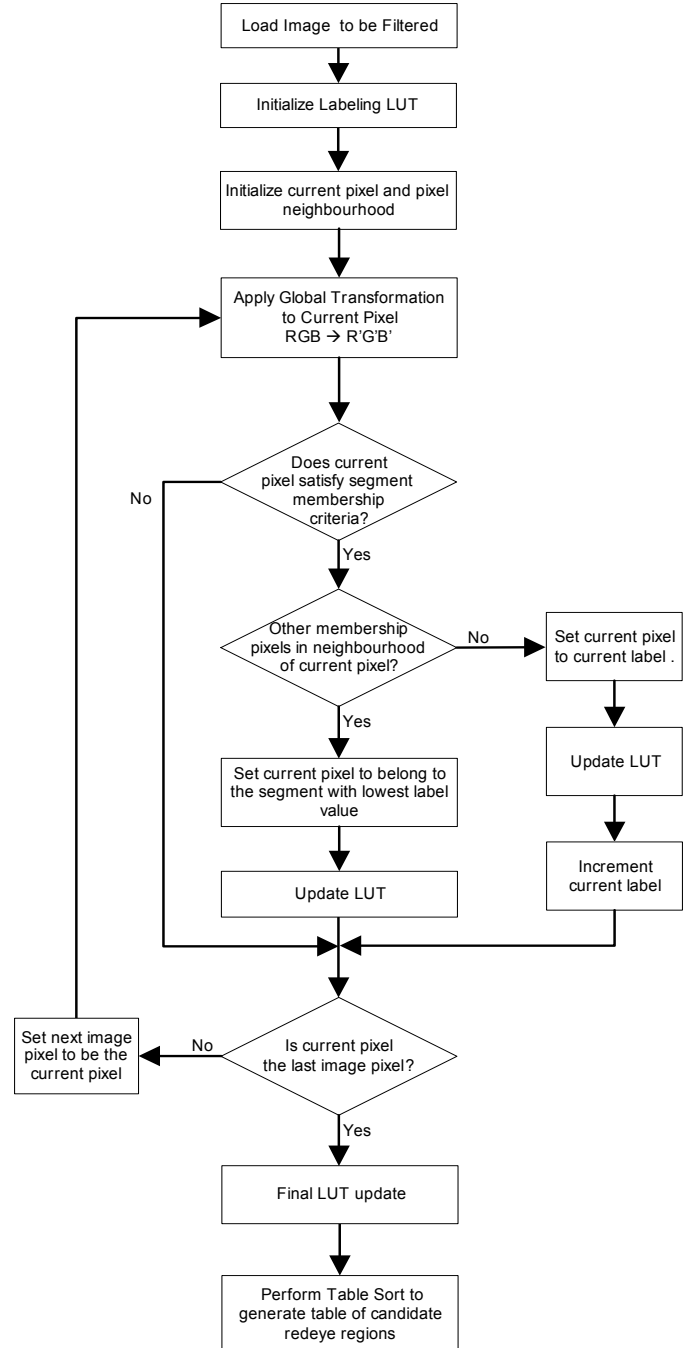 Load Image to be Filtered
Initialize Labeling LUT
Initialize current pixel and pixel
neighbourhood
Apply Global Transformation
to Current Pixel
RGB → R'G'B'
Does current
pixel satisfy segment
membership
criteria?
No
Yes
Other membership
pixels in neighbourhood
of current pixel?
No
Set current pixel
to current label .
Yes
Update LUT
Set current pixel to belong to
the segment with lowest label
value
Increment
current label
Update LUT
Set next image
pixel to be the
current pixel
No
Is current pixel
the last image pixel?
Yes
Final LUT update
Perform Table Sort to
generate table of candidate
redeye regions